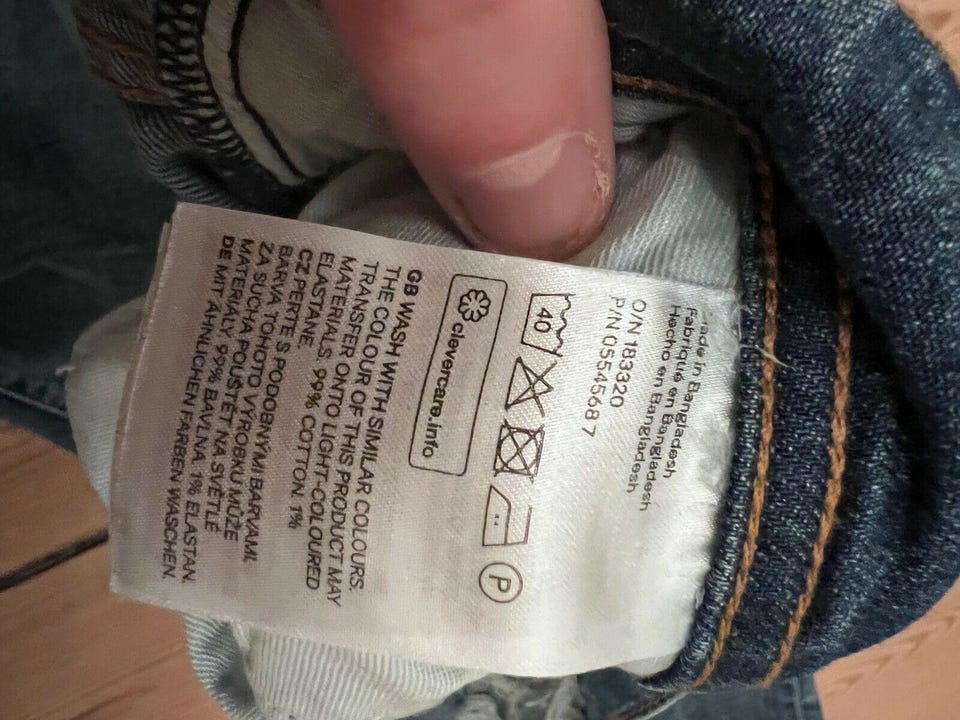 Made in Bangladesh
Fabriqué en Bangladesh
Hecho en Bangladesh
O/N 183320
P/N 05545687
40
P
clevercare.info
GB WASH WITH SIMILAR COLOURS.
THE COLOUR OF THIS PRODUCT MAY
TRANSFER ONTO LIGHT-COLOURED
MATERIALS. 99% COTTON. 1%
ELASTANE.
CZ PERTE S PODOBNÝMI BARVAMI.
BARVA TOHOTO VÝROBKU MŮŽE
ZA SUCHA POUŠTĚT NA SVĚTLÉ
MATERIÁLY. 99% BAVLNA. 1% ELASTAN.
DE MIT ÄHNLICHEN FARBEN WASCHEN.